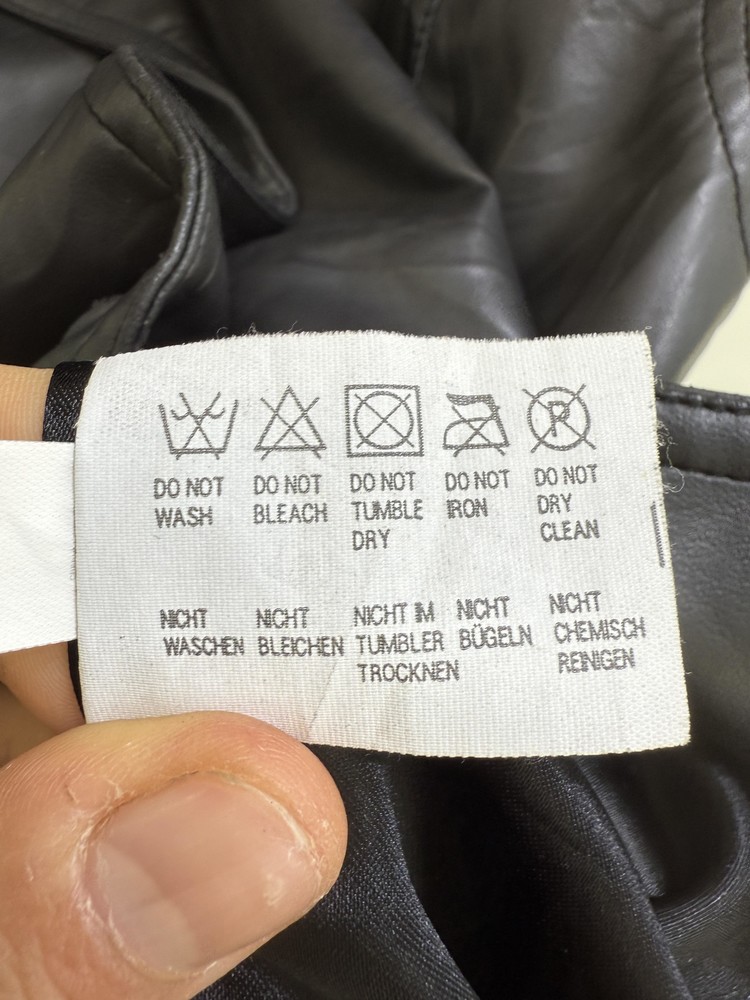 P
DO NOT WASH
DO NOT BLEACH
DO NOT TUMBLE DRY
DO NOT IRON
DO NOT DRY CLEAN
NICHT WASCHEN
NICHT BLEICHEN
NICHT IM TUMBLER TROCKNEN
NICHT BÜGELN
NICHT CHEMISCH REINIGEN